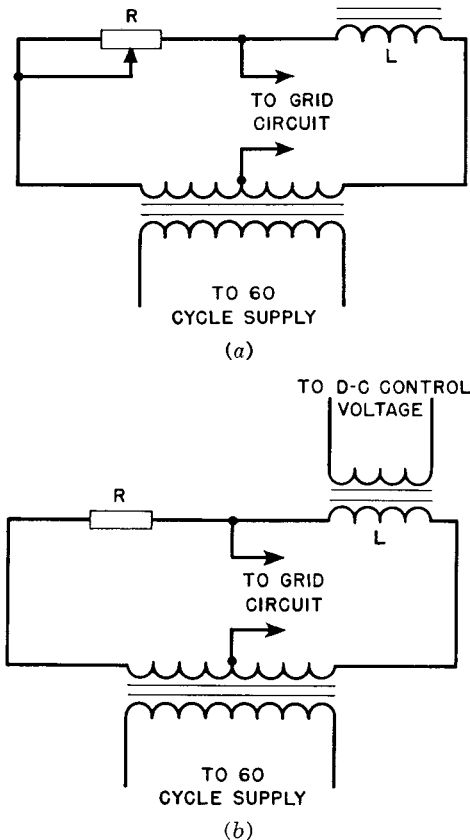 R
L
TO GRID
CIRCUIT
TO 60
CYCLE SUPPLY
(a)
TO D-C CONTROL
VOLTAGE
R
L
TO GRID
CIRCUIT
TO 60
CYCLE SUPPLY
(b)